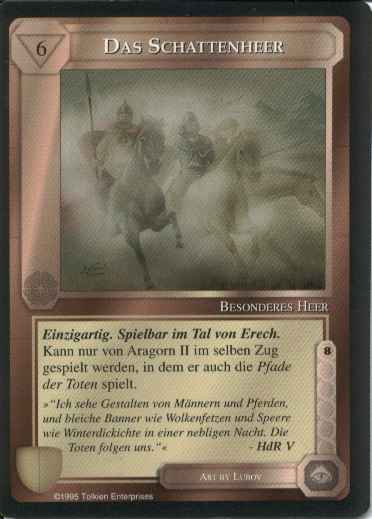 6
DAS SCHATTENHEER
BESONDERES HEER
Einzigartig. Spielbar im Tal von Erech.
Kann nur von Aragorn II im selben Zug
gespielt werden, in dem er auch die Pfade
der Toten spielt.
»“Ich sehe Gestalten von Männern und Pferden,
und bleiche Banner wie Wolkenfetzen und Speere
wie Winterdickichte in einer nebligen Nacht. Die
Toten folgen uns.”« - HdR V
8
ART BY LUBOV
©1995 Tolkien Enterprises